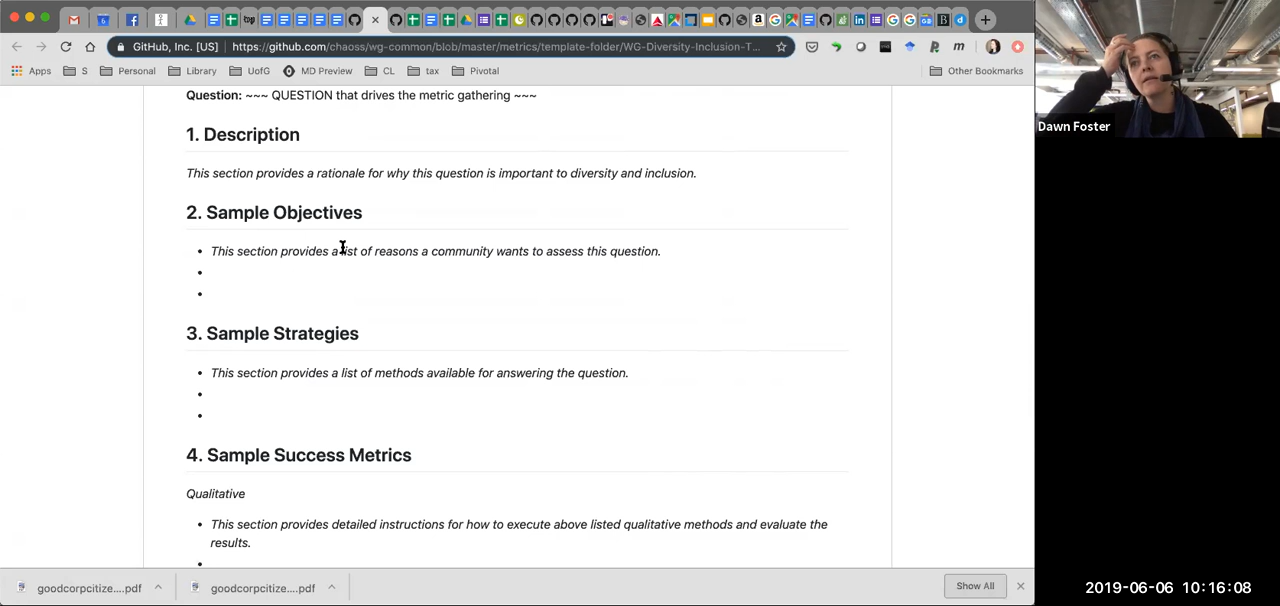 GitHub, Inc. [US]
https://github.com/chaoss/wg-common/blob/master/metrics/template-folder/WG-Diversity-Inclusion-T...
Apps S Personal Library UofG MD Preview CL tax Pivotal Other Bookmarks
Dawn Foster
Question: ~~~ QUESTION that drives the metric gathering ~~~
1. Description
This section provides a rationale for why this question is important to diversity and inclusion.
2. Sample Objectives
• This section provides a list of reasons a community wants to assess this question.
•
•
3. Sample Strategies
• This section provides a list of methods available for answering the question.
•
•
4. Sample Success Metrics
Qualitative
• This section provides detailed instructions for how to execute above listed qualitative methods and evaluate the
results.
•
goodcorpcitize....pdf goodcorpcitize....pdf Show All
2019-06-06 10:16:08